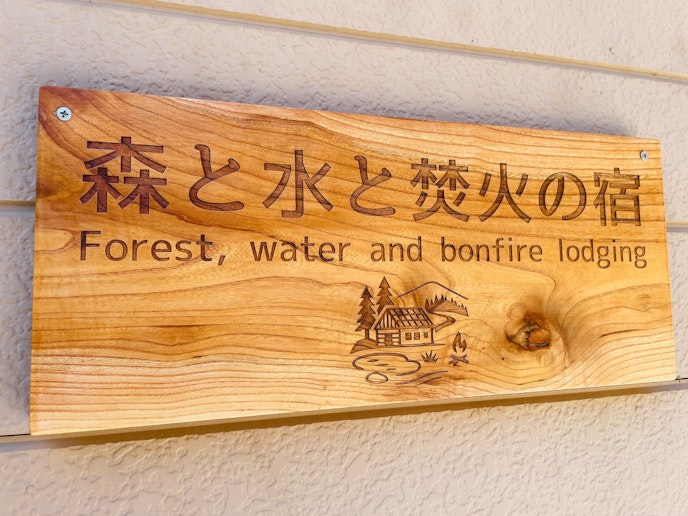 森と水と焚火の宿
Forest, water and bonfire lodging